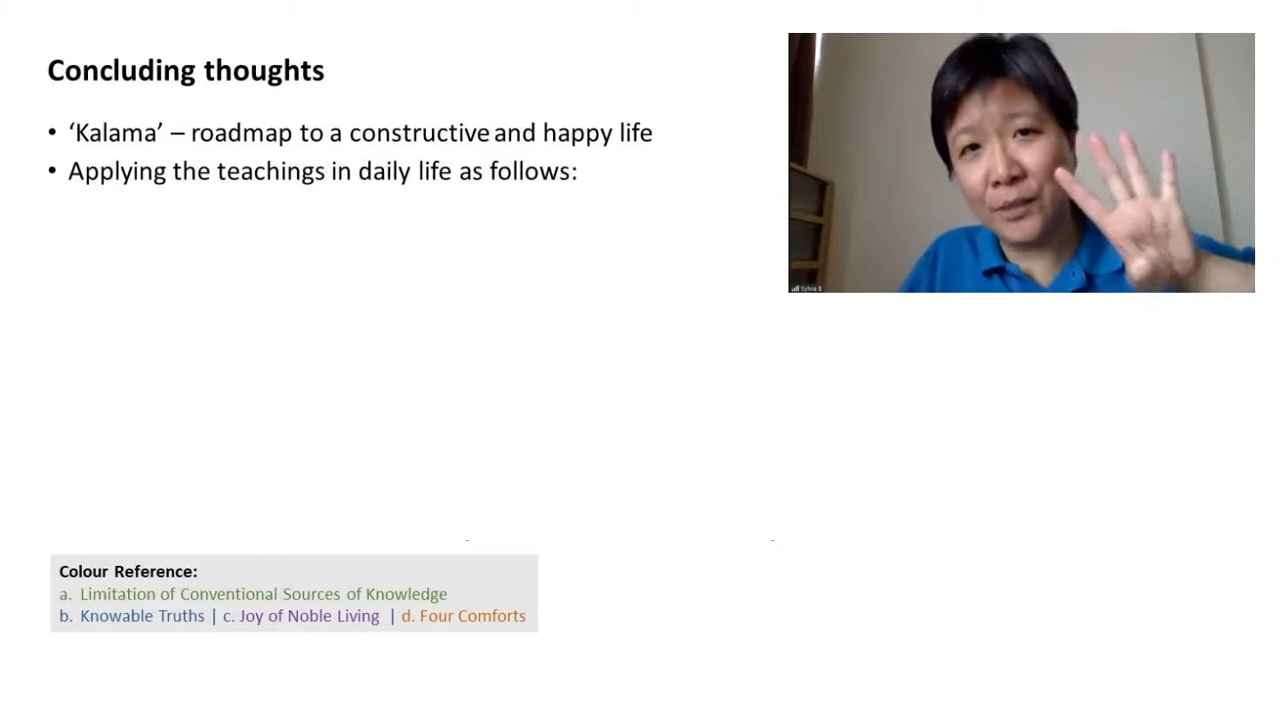 Concluding thoughts
• ‘Kalama’ – roadmap to a constructive and happy life
• Applying the teachings in daily life as follows:
Sylvia B
Colour Reference:
a. Limitation of Conventional Sources of Knowledge
b. Knowable Truths | c. Joy of Noble Living | d. Four Comforts